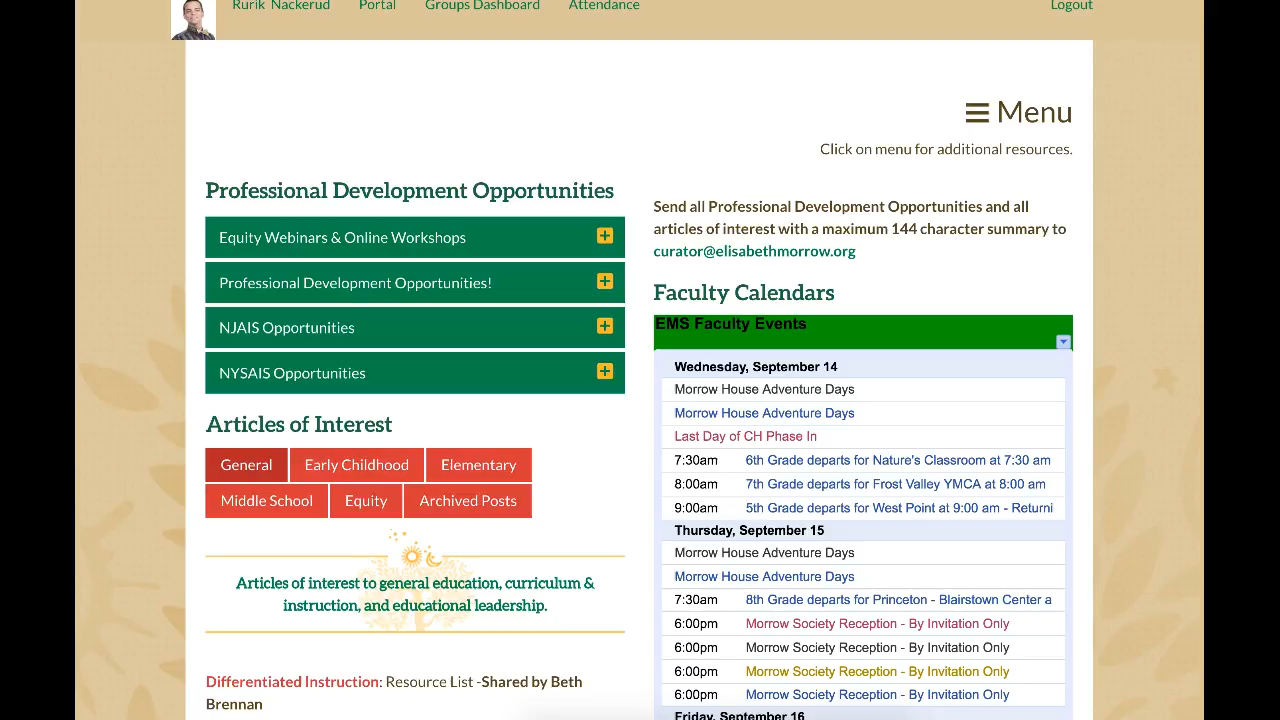 Rurik Nackerud Portal Groups Dashboard Attendance Logout
Menu
Click on menu for additional resources.
Professional Development Opportunities
Equity Webinars & Online Workshops
Professional Development Opportunities!
NJAIS Opportunities
NYSAIS Opportunities
Articles of Interest
General Early Childhood Elementary
Middle School Equity Archived Posts
Articles of interest to general education, curriculum &
instruction, and educational leadership.
Differentiated Instruction: Resource List -Shared by Beth
Brennan
Send all Professional Development Opportunities and all
articles of interest with a maximum 144 character summary to
curator@elisabethmorrow.org
Faculty Calendars
EMS Faculty Events
Wednesday, September 14
Morrow House Adventure Days
Morrow House Adventure Days
Last Day of CH Phase In
7:30am 6th Grade departs for Nature's Classroom at 7:30 am
8:00am 7th Grade departs for Frost Valley YMCA at 8:00 am
9:00am 5th Grade departs for West Point at 9:00 am - Returni
Thursday, September 15
Morrow House Adventure Days
Morrow House Adventure Days
7:30am 8th Grade departs for Princeton - Blairstown Center a
6:00pm Morrow Society Reception - By Invitation Only
6:00pm Morrow Society Reception - By Invitation Only
6:00pm Morrow Society Reception - By Invitation Only
6:00pm Morrow Society Reception - By Invitation Only
Friday, September 16